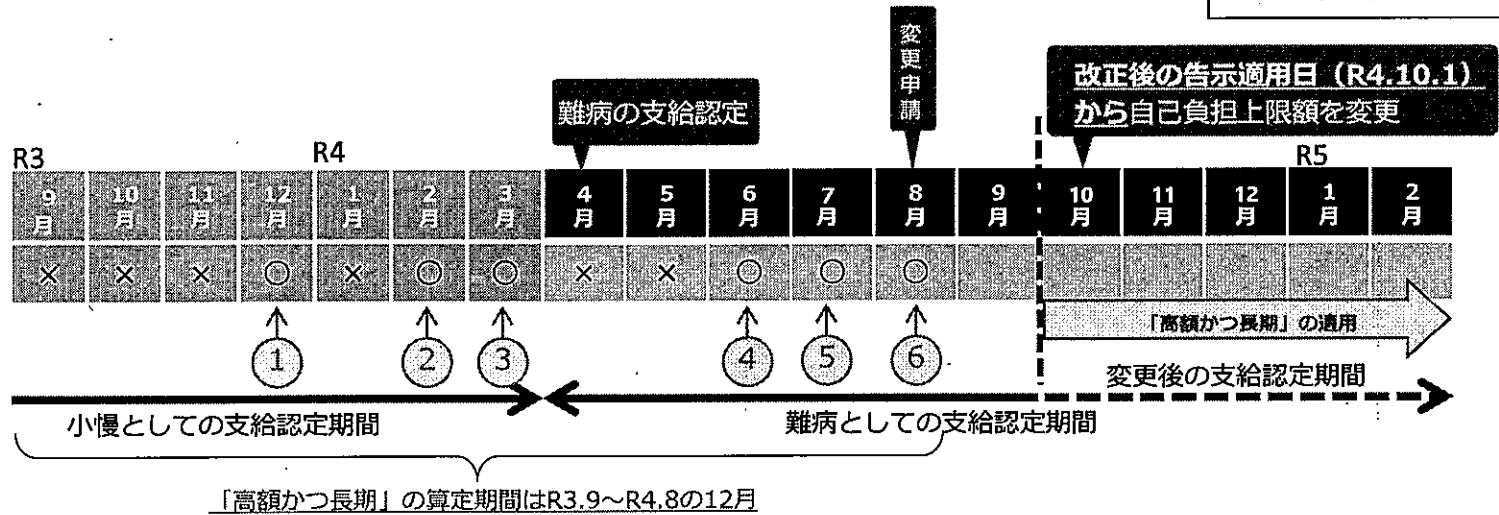 変更申請
改正後の告示適用日(R4.10.1)
から自己負担上限額を変更
難病の支給認定
R3 R4 R5
9月 10月 11月 12月 1月 2月 3月 4月 5月 6月 7月 8月 9月 10月 11月 12月 1月 2月
× × × ○ × ○ ○ × × ○ ○ ○
「高額かつ長期」の適用
① ② ③ ④ ⑤ ⑥
変更後の支給認定期間
小慢としての支給認定期間 難病としての支給認定期間
「高額かつ長期」の算定期間はR3.9~R4.8の12月